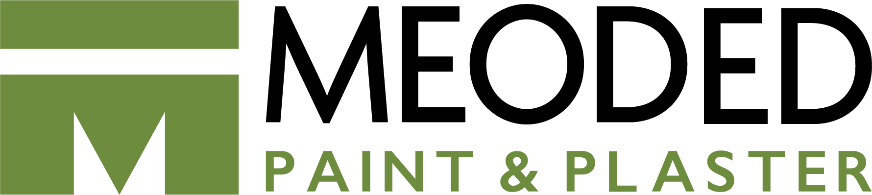 MEODED
PAINT & PLASTER